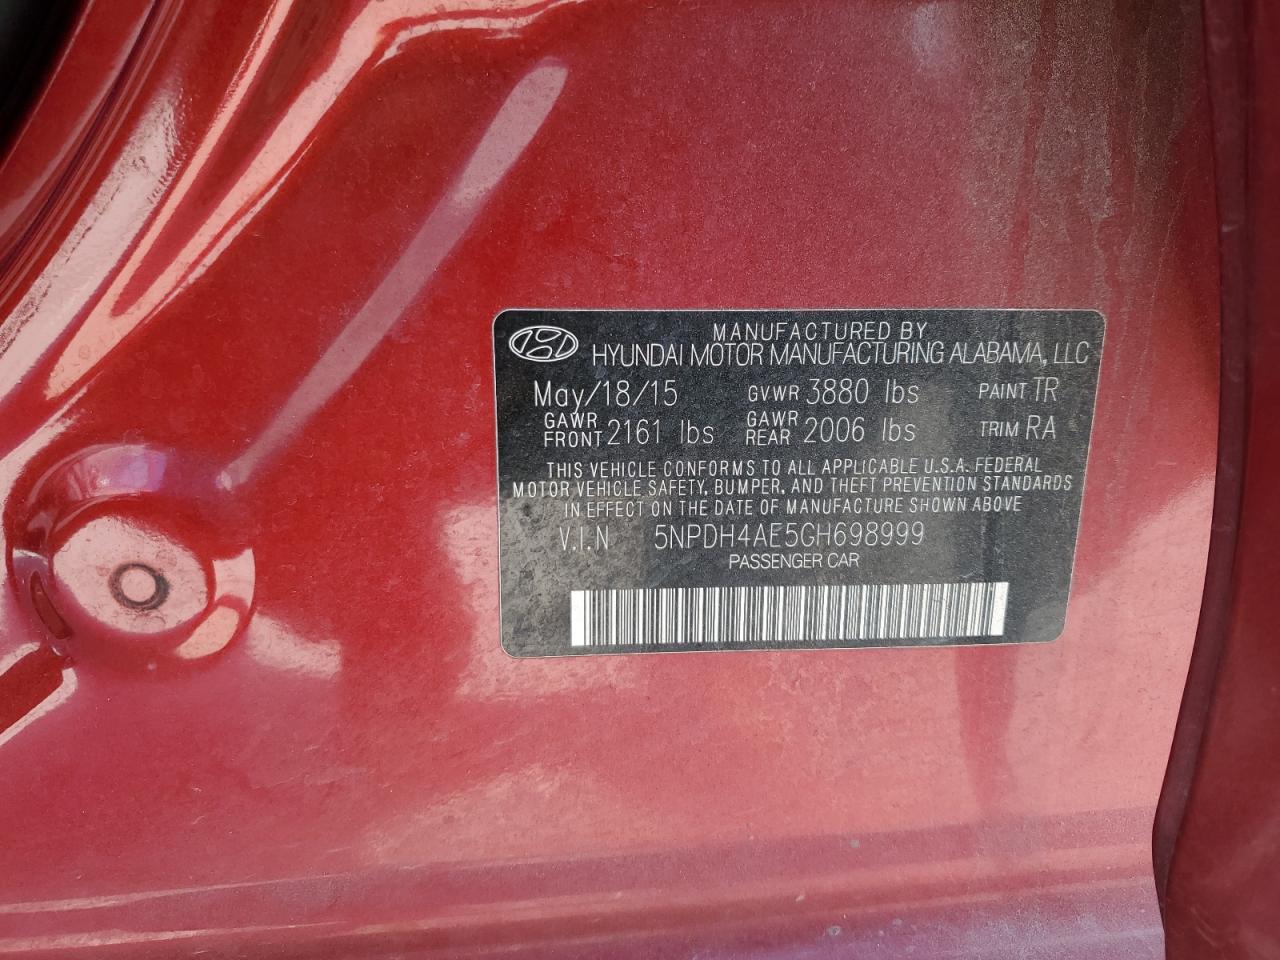 MANUFACTURED BY
HYUNDAI MOTOR MANUFACTURING ALABAMA, LLC
May/18/15 GVWR 3880 lbs PAINT TR
GAWR FRONT 2161 lbs GAWR REAR 2006 lbs TRIM RA
THIS VEHICLE CONFORMS TO ALL APPLICABLE U.S.A. FEDERAL
MOTOR VEHICLE SAFETY, BUMPER, AND THEFT PREVENTION STANDARDS
IN EFFECT ON THE DATE OF MANUFACTURE SHOWN ABOVE
V.I.N 5NPDH4AE5GH698999
PASSENGER CAR